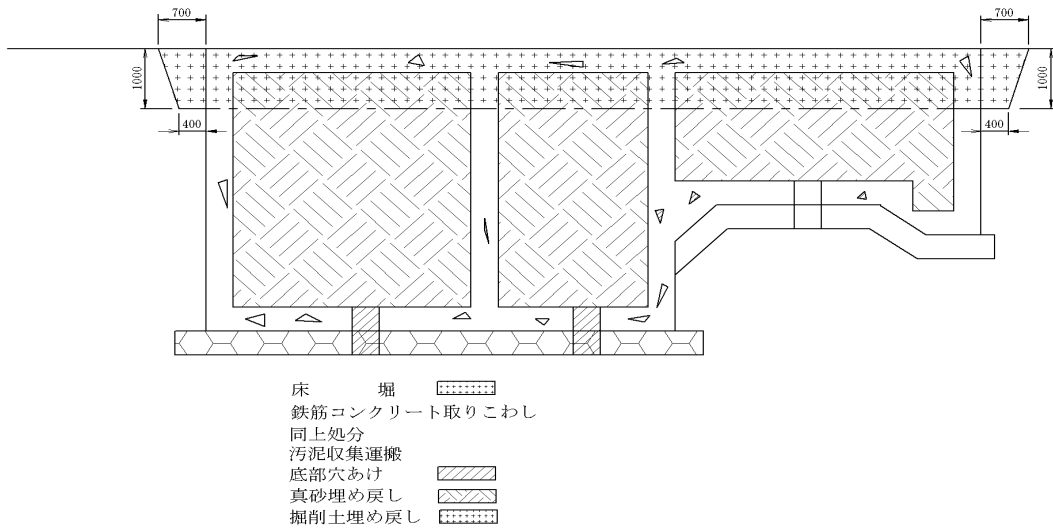 700
700
1000
1000
400
400
床　　　堀
鉄筋コンクリート取りこわし
同上処分
汚泥収集運搬
底部穴あけ
真砂埋め戻し
掘削土埋め戻し